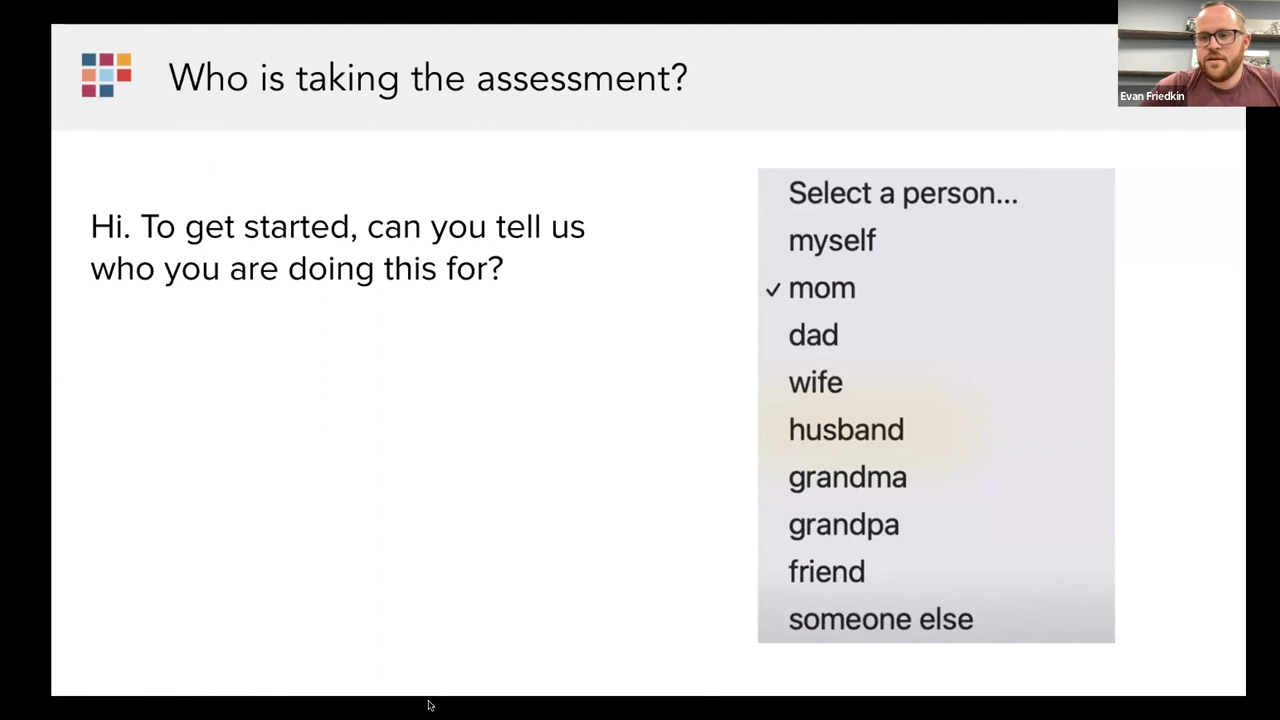 Who is taking the assessment?
Evan Friedkin
Hi. To get started, can you tell us
who you are doing this for?
Select a person...
myself
✓ mom
dad
wife
husband
grandma
grandpa
friend
someone else